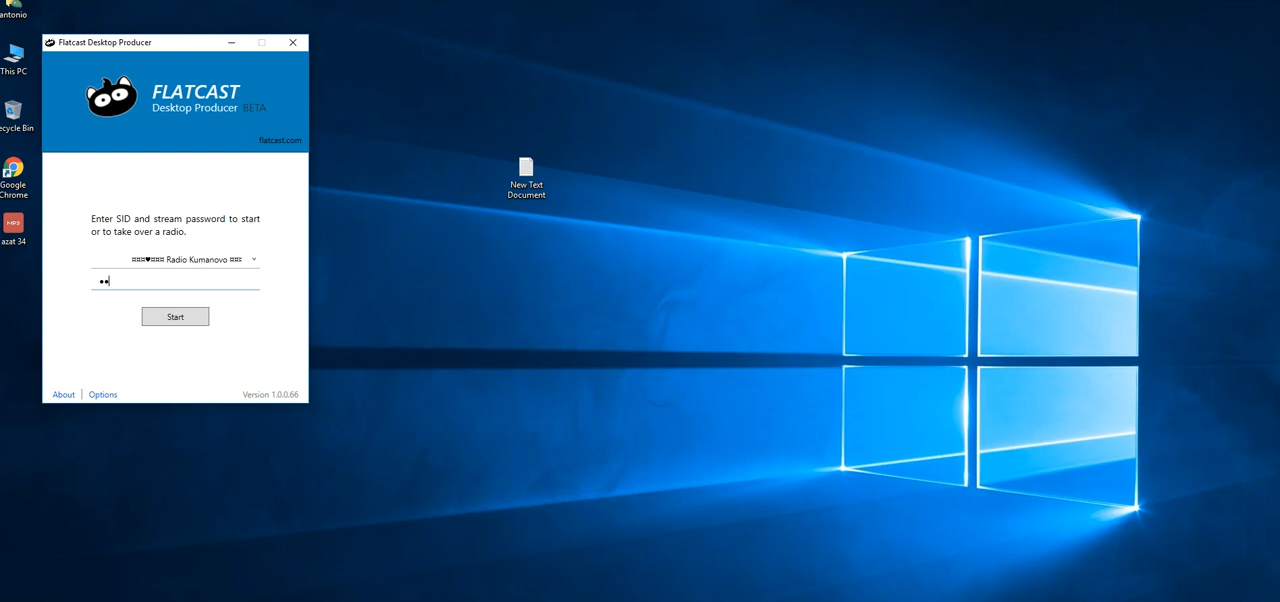 antonio
This PC
ecycle Bin
Google
Chrome
MP3
azat 34
Flatcast Desktop Producer
FLATCAST
Desktop Producer BETA
flatcast.com
Enter SID and stream password to start
or to take over a radio.
¤¤¤♥¤¤¤ Radio Kumanovo ¤¤¤
Start
About | Options
Version 1.0.0.66
New Text
Document